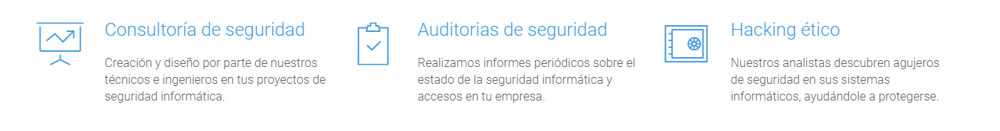 Consultoría de seguridad
Creación y diseño por parte de nuestros
técnicos e ingenieros en tus proyectos de
seguridad informática.
Auditorias de seguridad
Realizamos informes periódicos sobre el
estado de la seguridad informática y
accesos en tu empresa.
Hacking ético
Nuestros analistas descubren agujeros
de seguridad en sus sistemas
informáticos, ayudándole a protegerse.